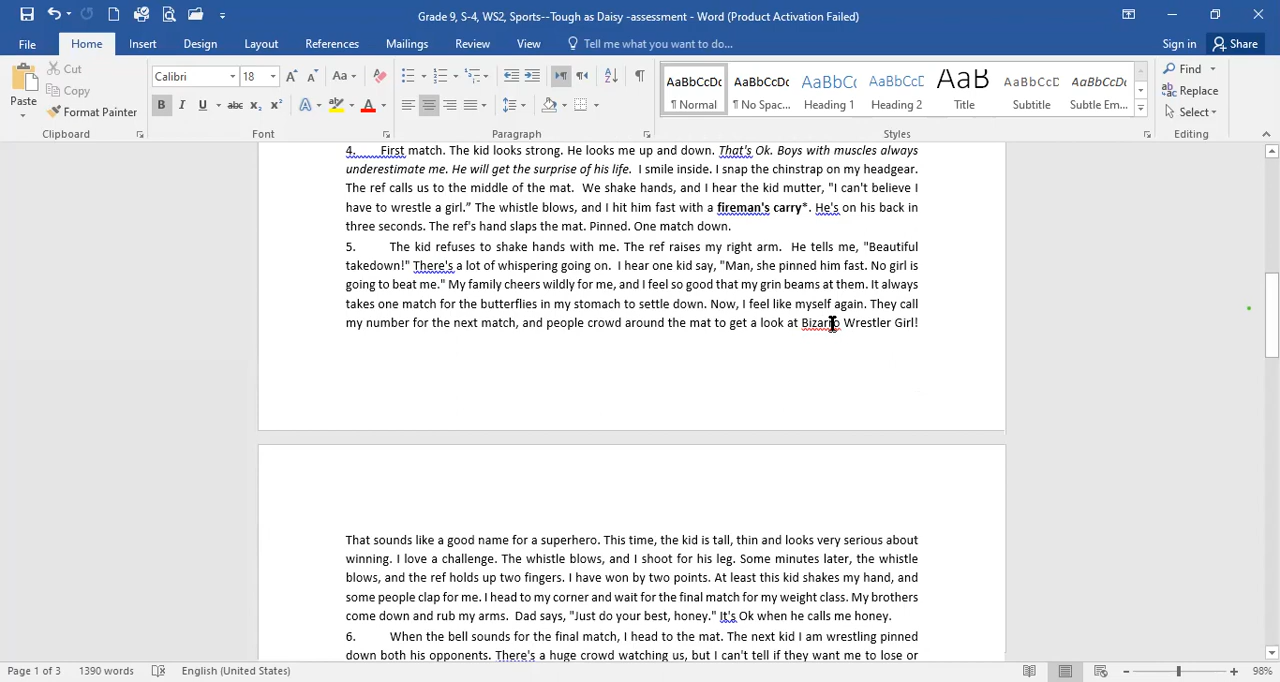 Grade 9, S-4, WS2, Sports--Tough as Daisy -assessment - Word (Product Activation Failed)
File Home Insert Design Layout References Mailings Review View Tell me what you want to do... Sign in Share
Paste Cut Copy Format Painter
Calibri 18
AaBbCcDc AaBbCcDc AaBbC( AaBbCcD AaB AaBbCcD AaBbCcDc
¶ Normal ¶ No Spac... Heading 1 Heading 2 Title Subtitle Subtle Em...
Find Replace Select
Clipboard Font Paragraph Styles Editing
4. First match. The kid looks strong. He looks me up and down. That's Ok. Boys with muscles always
underestimate me. He will get the surprise of his life. I smile inside. I snap the chinstrap on my headgear.
The ref calls us to the middle of the mat. We shake hands, and I hear the kid mutter, "I can't believe I
have to wrestle a girl.” The whistle blows, and I hit him fast with a fireman's carry*. He's on his back in
three seconds. The ref's hand slaps the mat. Pinned. One match down.
5. The kid refuses to shake hands with me. The ref raises my right arm. He tells me, "Beautiful
takedown!" There's a lot of whispering going on. I hear one kid say, "Man, she pinned him fast. No girl is
going to beat me." My family cheers wildly for me, and I feel so good that my grin beams at them. It always
takes one match for the butterflies in my stomach to settle down. Now, I feel like myself again. They call
my number for the next match, and people crowd around the mat to get a look at Bizarro Wrestler Girl!
That sounds like a good name for a superhero. This time, the kid is tall, thin and looks very serious about
winning. I love a challenge. The whistle blows, and I shoot for his leg. Some minutes later, the whistle
blows, and the ref holds up two fingers. I have won by two points. At least this kid shakes my hand, and
some people clap for me. I head to my corner and wait for the final match for my weight class. My brothers
come down and rub my arms. Dad says, "Just do your best, honey." It's Ok when he calls me honey.
6. When the bell sounds for the final match, I head to the mat. The next kid I am wrestling pinned
down both his opponents. There's a huge crowd watching us, but I can't tell if they want me to lose or
Page 1 of 3 1390 words English (United States) 98%